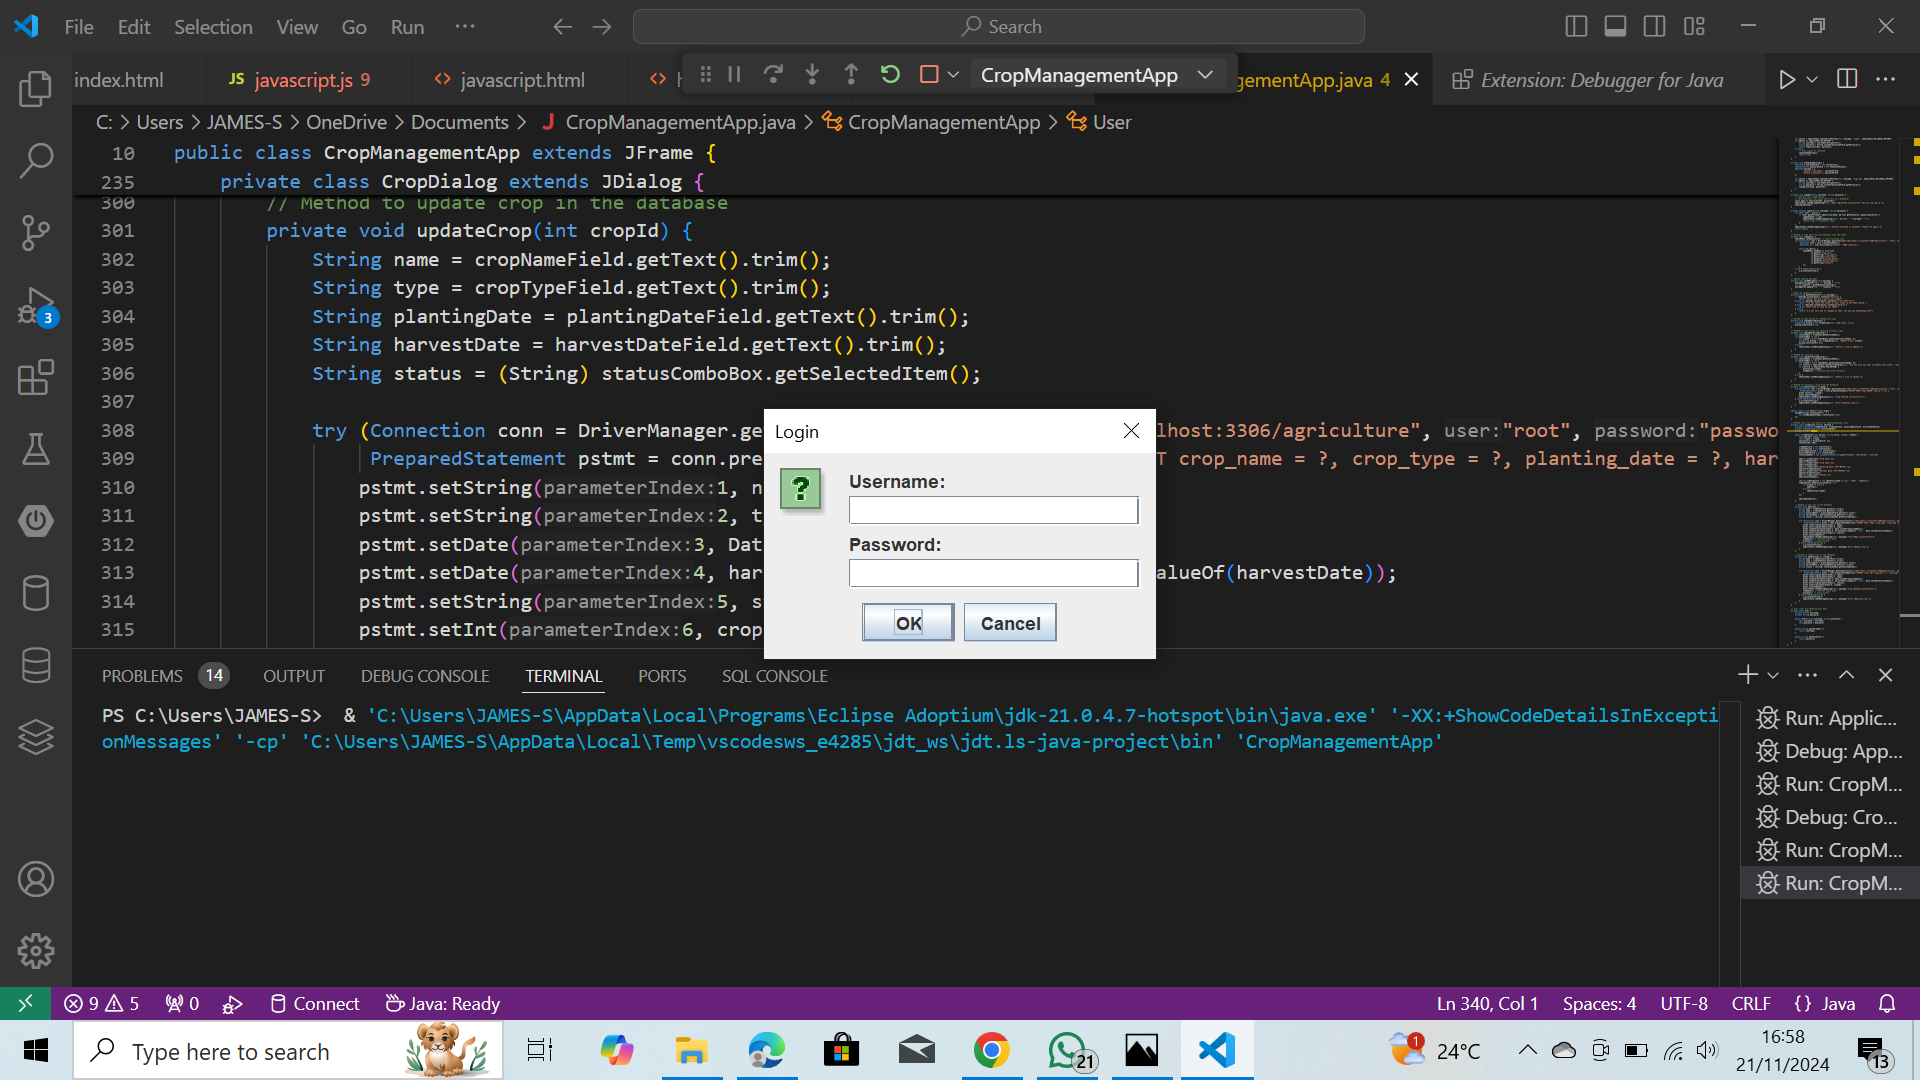 File Edit Selection View Go Run ···
Search
index.html
JS javascript.js 9
<> javascript.html
CropManagementApp
gementApp.java 4
Extension: Debugger for Java
C: > Users > JAMES-S > OneDrive > Documents > J CropManagementApp.java > CropManagementApp > User
10 public class CropManagementApp extends JFrame {
235 private class CropDialog extends JDialog {
300 // Method to update crop in the database
301 private void updateCrop(int cropId) {
302 String name = cropNameField.getText().trim();
303 String type = cropTypeField.getText().trim();
304 String plantingDate = plantingDateField.getText().trim();
305 String harvestDate = harvestDateField.getText().trim();
306 String status = (String) statusComboBox.getSelectedItem();
307
308 try (Connection conn = DriverManager.ge lhost:3306/agriculture", user:"root", password:"passwo
309 PreparedStatement pstmt = conn.pre T crop_name = ?, crop_type = ?, planting_date = ?, har
310 pstmt.setString(parameterIndex:1, n
311 pstmt.setString(parameterIndex:2, t
312 pstmt.setDate(parameterIndex:3, Dat
313 pstmt.setDate(parameterIndex:4, har alueOf(harvestDate));
314 pstmt.setString(parameterIndex:5, s
315 pstmt.setInt(parameterIndex:6, crop
Login
?
Username:
Password:
OK Cancel
3
PROBLEMS 14 OUTPUT DEBUG CONSOLE TERMINAL PORTS SQL CONSOLE
PS C:\Users\JAMES-S> & 'C:\Users\JAMES-S\AppData\Local\Programs\Eclipse Adoptium\jdk-21.0.4.7-hotspot\bin\java.exe' '-XX:+ShowCodeDetailsInExcepti
onMessages' '-cp' 'C:\Users\JAMES-S\AppData\Local\Temp\vscodesws_e4285\jdt_ws\jdt.ls-java-project\bin' 'CropManagementApp'
Run: Applic...
Debug: App...
Run: CropM...
Debug: Cro...
Run: CropM...
Run: CropM...
9 5 0 Connect Java: Ready
Ln 340, Col 1 Spaces: 4 UTF-8 CRLF {} Java
Type here to search
21
1 24°C
16:58
21/11/2024
13